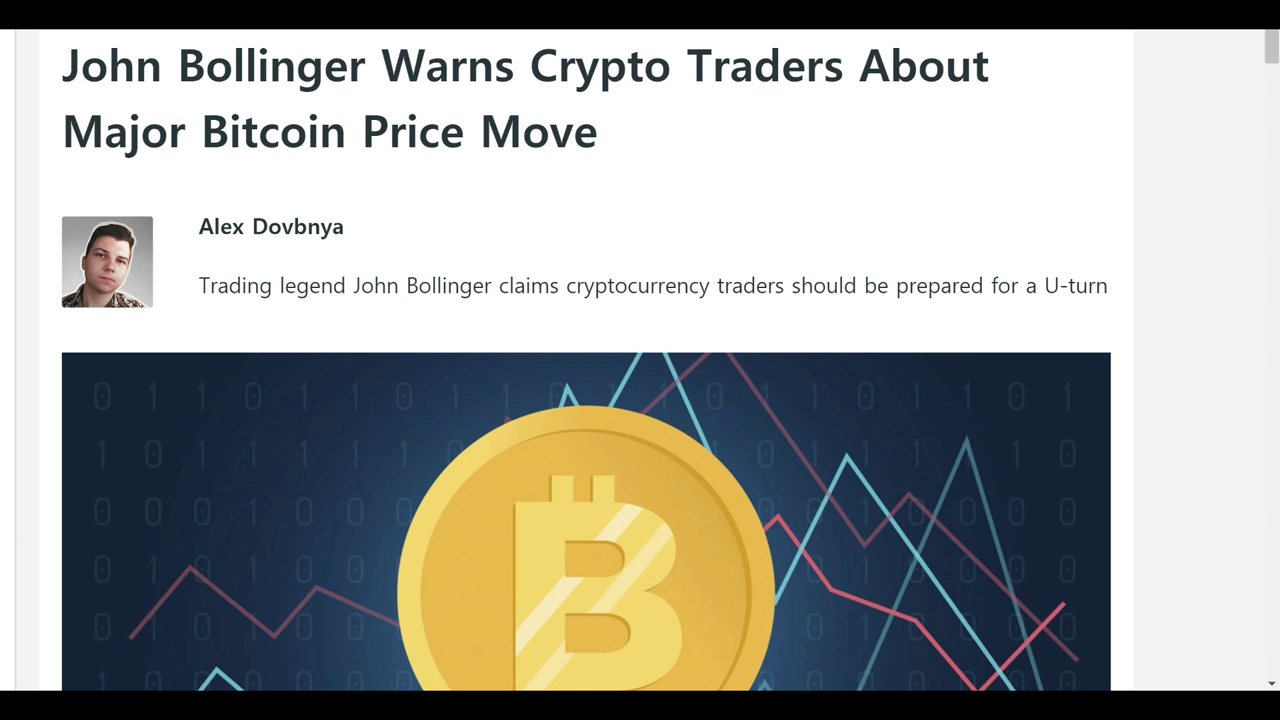 John Bollinger Warns Crypto Traders About
Major Bitcoin Price Move
Alex Dovbnya
Trading legend John Bollinger claims cryptocurrency traders should be prepared for a U-turn